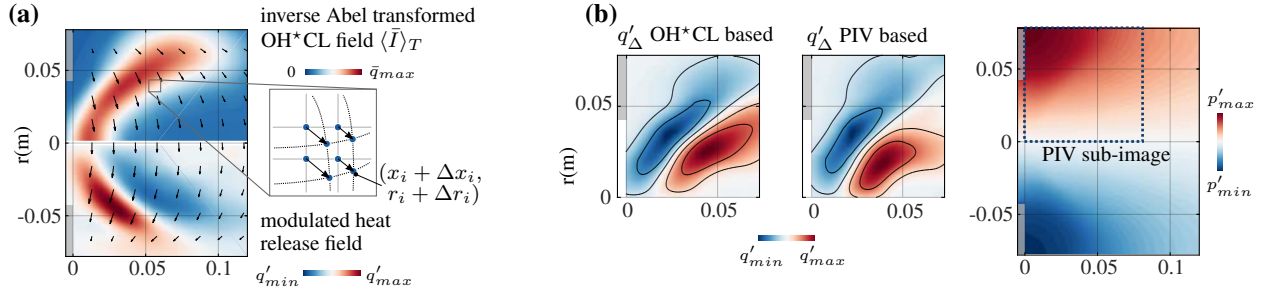 (a)
inverse Abel transformed
OH*CL field ⟨Ī⟩_T
0 q̄_max
r(m)
0.05
0
-0.05
0 0.05 0.1
(x_i + Δx_i,
r_i + Δr_i)
modulated heat
release field
q′_min q′_max
(b)
q′_Δ OH*CL based
q′_Δ PIV based
r(m)
0.05
0
0 0.05
0 0.05
q′_min q′_max
0.05
0
-0.05
0 0.05 0.1
PIV sub-image
p′_max
p′_min